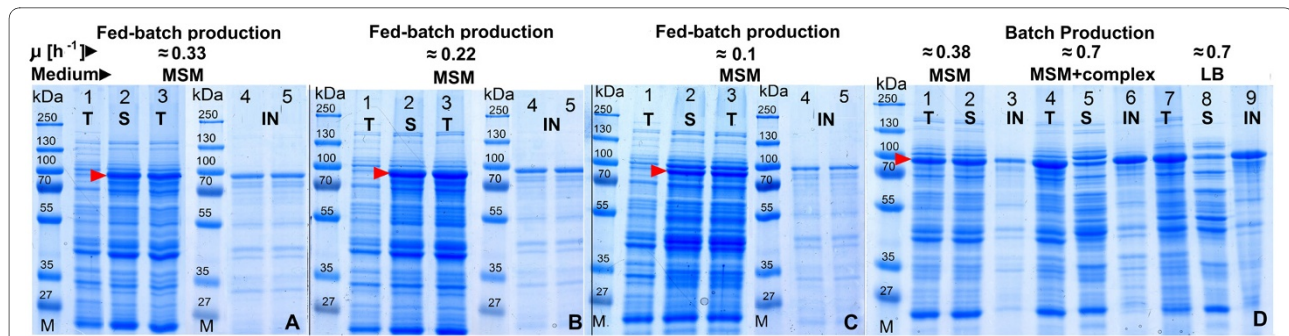 Fed-batch production Fed-batch production Fed-batch production Batch Production
µ [h⁻¹]► ≈ 0.33 ≈ 0.22 ≈ 0.1 ≈ 0.38 ≈ 0.7 ≈ 0.7
Medium► MSM MSM MSM MSM MSM+complex LB
kDa 1 2 3 kDa 4 5
T S T IN
250 250
130 130
100 100
70 70
55 55
35 35
27 27
M M A
kDa 1 2 3 kDa 4 5
T S T IN
250 250
130 130
100 100
70 70
55 55
35 35
27 27
M M B
kDa 1 2 3 kDa 4 5
T S T IN
250 250
130 130
100 100
70 70
55 55
35 35
27 27
M M C
kDa 1 2 3 4 5 6 7 8 9
T S IN T S IN T S IN
250
130
100
70
55
35
27
M D